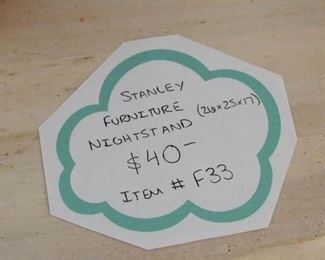 STANLEY
FURNITURE
NIGHTSTAND (26x25x17)
$40-
ITEM # F33